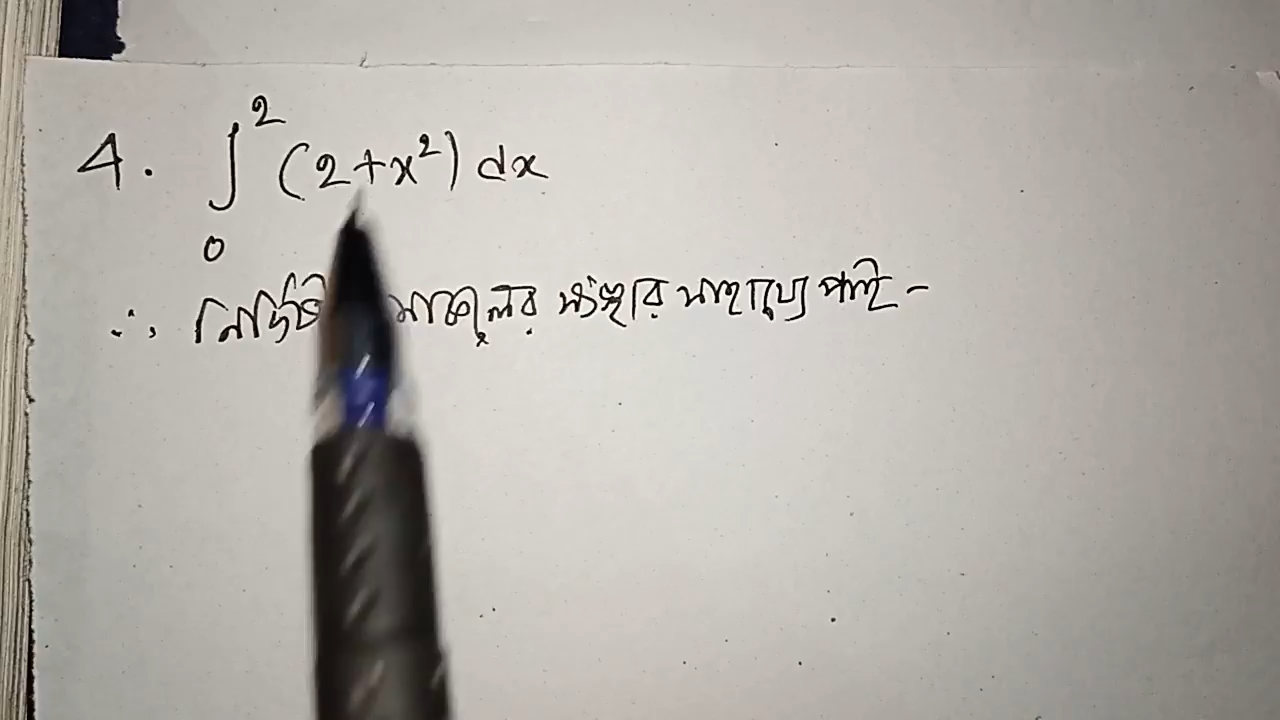 4. ∫₀² (2+x²) dx
∴ সংজ্ঞার সাহায্যে পাই -